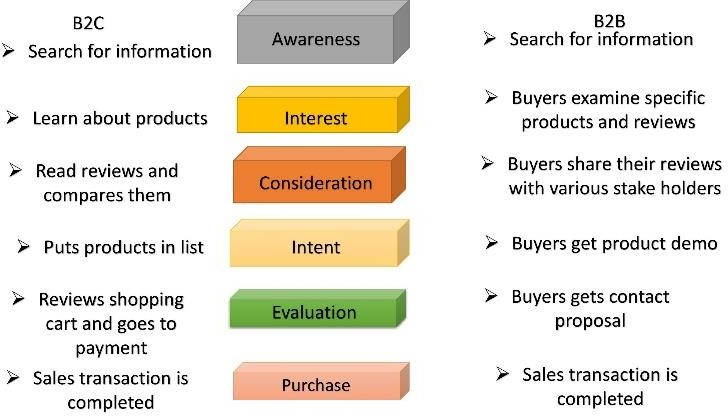 B2C
B2B
Search for information
Awareness
Search for information
Learn about products
Interest
Buyers examine specific
products and reviews
Read reviews and
compares them
Consideration
Buyers share their reviews
with various stake holders
Puts products in list
Intent
Buyers get product demo
Reviews shopping
cart and goes to
payment
Evaluation
Buyers gets contact
proposal
Sales transaction is
completed
Purchase
Sales transaction is
completed